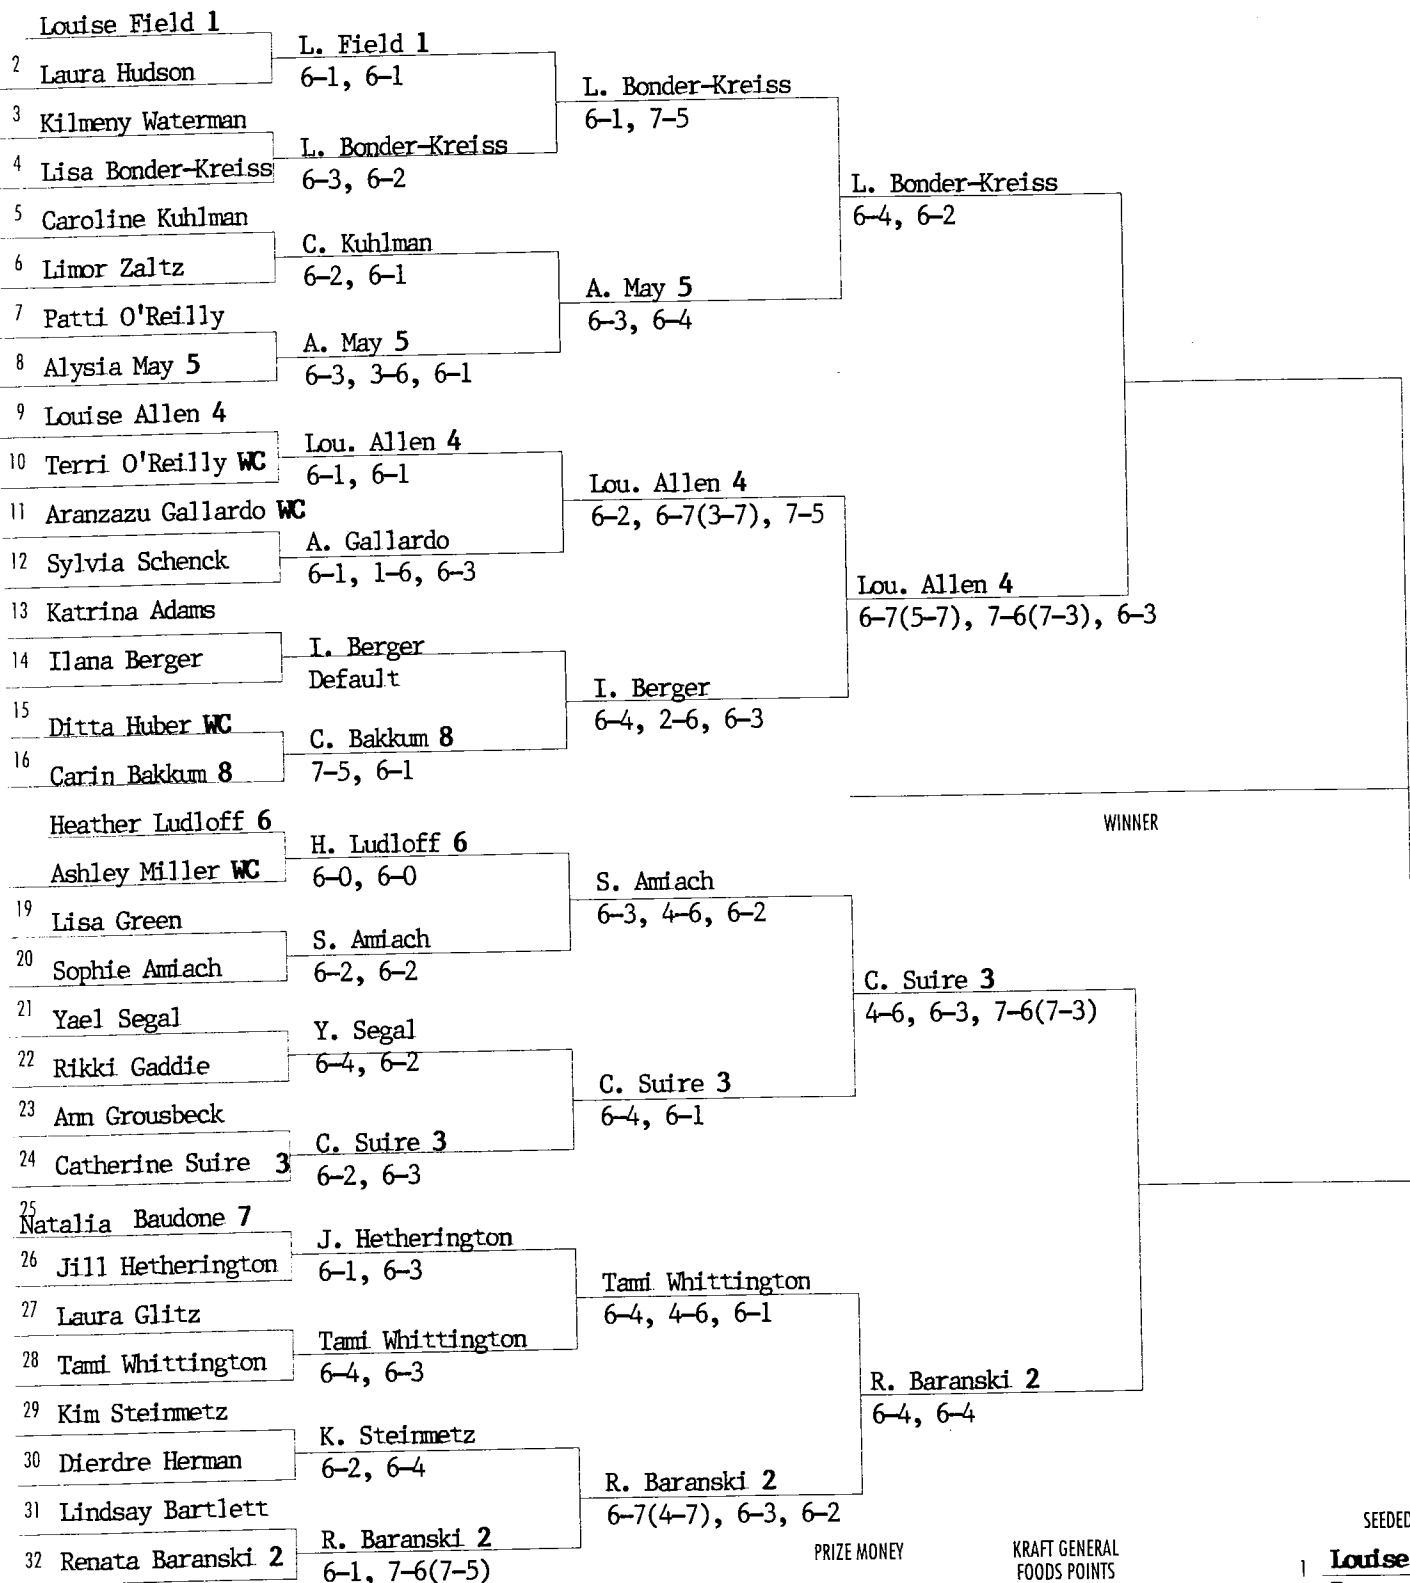 Louise Field 1
2 Laura Hudson
3 Kilmeny Waterman
4 Lisa Bonder-Kreiss
5 Caroline Kuhlman
6 Limor Zaltz
7 Patti O'Reilly
8 Alysia May 5
9 Louise Allen 4
10 Terri O'Reilly WC
11 Aranzazu Gallardo WC
12 Sylvia Schenck
13 Katrina Adams
14 Ilana Berger
15 Ditta Huber WC
16 Carin Bakkum 8
Heather Ludloff 6
Ashley Miller WC
19 Lisa Green
20 Sophie Amiach
21 Yael Segal
22 Rikki Gaddie
23 Ann Grousbeck
24 Catherine Suire 3
25 Natalia Baudone 7
26 Jill Hetherington
27 Laura Glitz
28 Tami Whittington
29 Kim Steinmetz
30 Dierdre Herman
31 Lindsay Bartlett
32 Renata Baranski 2
L. Field 1
6-1, 6-1
L. Bonder-Kreiss
6-3, 6-2
C. Kuhlman
6-2, 6-1
A. May 5
6-3, 3-6, 6-1
Lou. Allen 4
6-1, 6-1
A. Gallardo
6-1, 1-6, 6-3
I. Berger
Default
C. Bakkum 8
7-5, 6-1
H. Ludloff 6
6-0, 6-0
S. Amiach
6-2, 6-2
Y. Segal
6-4, 6-2
C. Suire 3
6-2, 6-3
J. Hetherington
6-1, 6-3
Tami Whittington
6-4, 6-3
K. Steinmetz
6-2, 6-4
R. Baranski 2
6-1, 7-6(7-5)
L. Bonder-Kreiss
6-1, 7-5
A. May 5
6-3, 6-4
Lou. Allen 4
6-2, 6-7(3-7), 7-5
I. Berger
6-4, 2-6, 6-3
S. Amiach
6-3, 4-6, 6-2
C. Suire 3
6-4, 6-1
Tami Whittington
6-4, 4-6, 6-1
R. Baranski 2
6-7(4-7), 6-3, 6-2
L. Bonder-Kreiss
6-4, 6-2
Lou. Allen 4
6-7(5-7), 7-6(7-3), 6-3
C. Suire 3
4-6, 6-3, 7-6(7-3)
R. Baranski 2
6-4, 6-4
WINNER
PRIZE MONEY
KRAFT GENERAL
FOODS POINTS
SEEDED
1 Louise